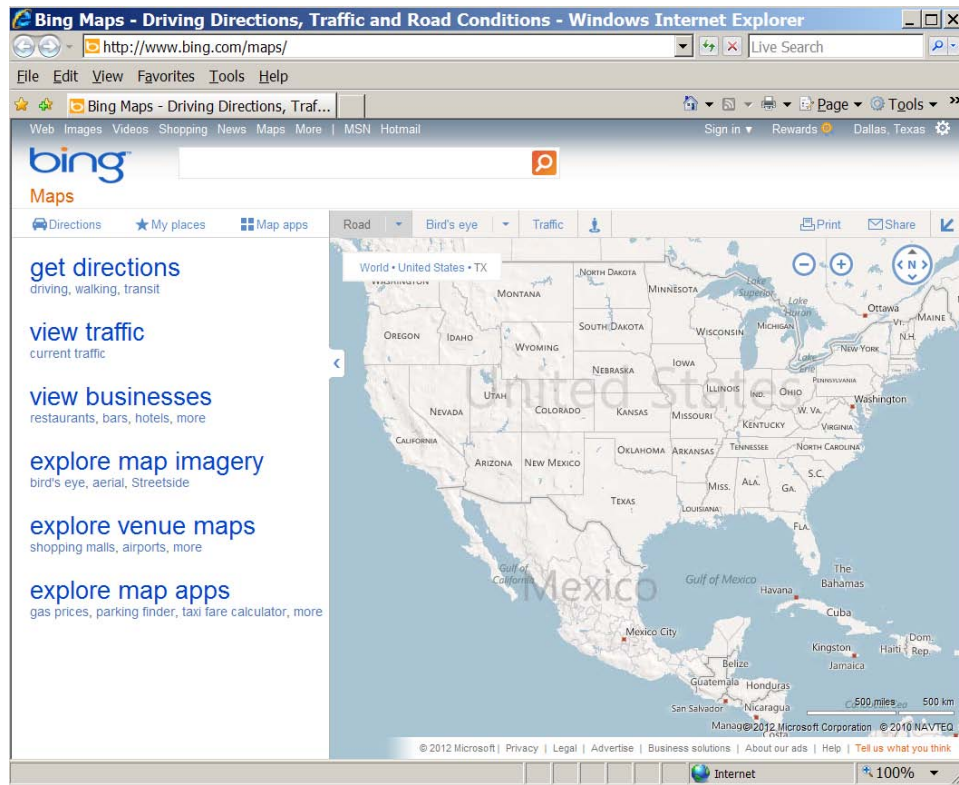 Bing Maps - Driving Directions, Traffic and Road Conditions - Windows Internet Explorer
http://www.bing.com/maps/
Live Search
File Edit View Favorites Tools Help
Bing Maps - Driving Directions, Traf...
Page Tools
Web Images Videos Shopping News Maps More | MSN Hotmail
Sign in Rewards Dallas, Texas
bing
Maps
Directions My places Map apps
Road Bird's eye Traffic Print Share
get directions
driving, walking, transit
view traffic
current traffic
view businesses
restaurants, bars, hotels, more
explore map imagery
bird's eye, aerial, Streetside
explore venue maps
shopping malls, airports, more
explore map apps
gas prices, parking finder, taxi fare calculator, more
World • United States • TX
N
WASHINGTON
MONTANA
NORTH DAKOTA
MINNESOTA
Lake Superior
Lake Huron
Ottawa
MAINE
VT.
N.H.
OREGON
IDAHO
SOUTH DAKOTA
WISCONSIN
MICHIGAN
NEW YORK
WYOMING
Lake Erie
IOWA
NEBRASKA
PENNSYLVANIA
United States
NEVADA
UTAH
COLORADO
KANSAS
MISSOURI
ILLINOIS
IND.
OHIO
W. VA.
Washington
KENTUCKY
VIRGINIA
CALIFORNIA
ARIZONA
NEW MEXICO
OKLAHOMA
ARKANSAS
TENNESSEE
NORTH CAROLINA
S.C.
MISS.
ALA.
GA.
TEXAS
LOUISIANA
FLA.
Gulf of California
Mexico
Gulf of Mexico
Havana
The Bahamas
Cuba
Mexico City
Kingston
Jamaica
Haiti
Dom. Rep.
Belize
Guatemala
Honduras
San Salvador
Nicaragua
500 miles 500 km
© 2012 Microsoft Corporation © 2010 NAVTEQ
© 2012 Microsoft | Privacy | Legal | Advertise | Business solutions | About our ads | Help | Tell us what you think
Internet 100%